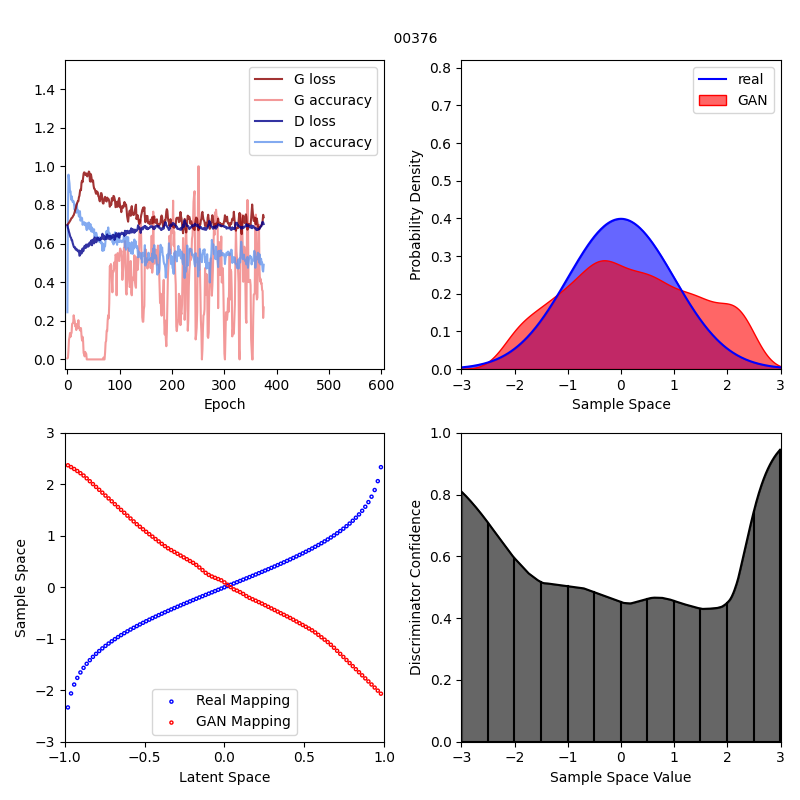 00376
G loss
G accuracy
D loss
D accuracy
1.4
1.2
1.0
0.8
0.6
0.4
0.2
0.0
0 100 200 300 400 500 600
Epoch
real
GAN
Probability Density
0.8
0.7
0.6
0.5
0.4
0.3
0.2
0.1
0.0
−3 −2 −1 0 1 2 3
Sample Space
Sample Space
3
2
1
0
−1
−2
−3
Real Mapping
GAN Mapping
−1.0 −0.5 0.0 0.5 1.0
Latent Space
Discriminator Confidence
1.0
0.8
0.6
0.4
0.2
0.0
−3 −2 −1 0 1 2 3
Sample Space Value